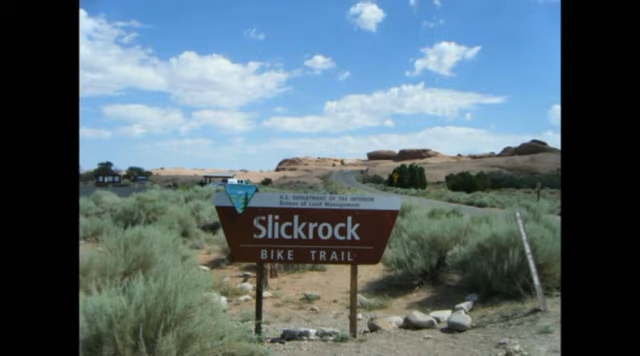 U.S. DEPARTMENT OF THE INTERIOR
Bureau of Land Management
Slickrock
BIKE TRAIL